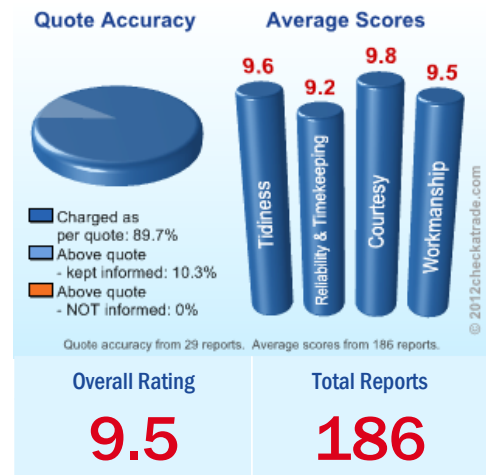 Quote Accuracy
Charged as
per quote: 89.7%
Above quote
- kept informed: 10.3%
Above quote
- NOT informed: 0%
Average Scores
9.6
9.2
9.8
9.5
Tidiness
Reliability & Timekeeping
Courtesy
Workmanship
© 2012checkatrade.com
Quote accuracy from 29 reports. Average scores from 186 reports.
Overall Rating
9.5
Total Reports
186